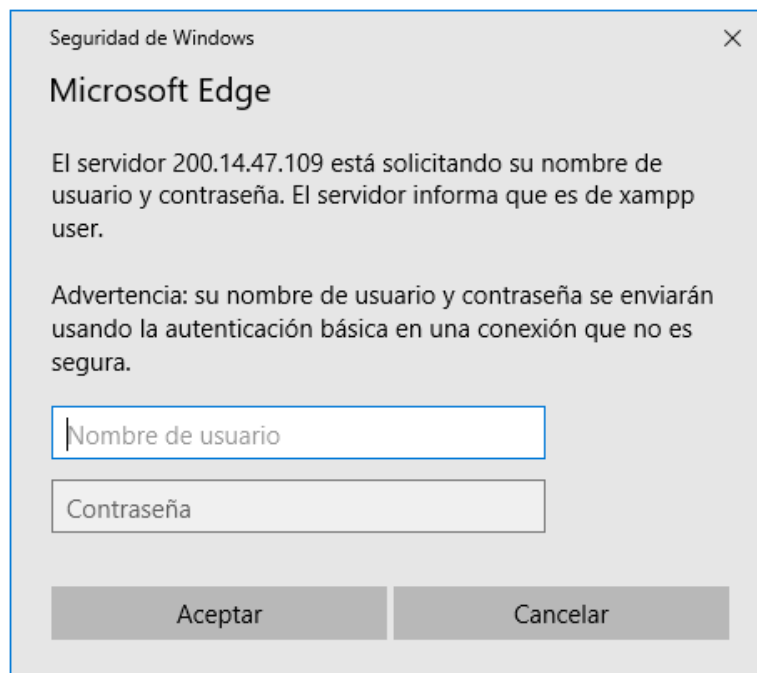 Seguridad de Windows
Microsoft Edge
El servidor 200.14.47.109 está solicitando su nombre de
usuario y contraseña. El servidor informa que es de xampp
user.
Advertencia: su nombre de usuario y contraseña se enviarán
usando la autenticación básica en una conexión que no es
segura.
Nombre de usuario
Contraseña
Aceptar
Cancelar